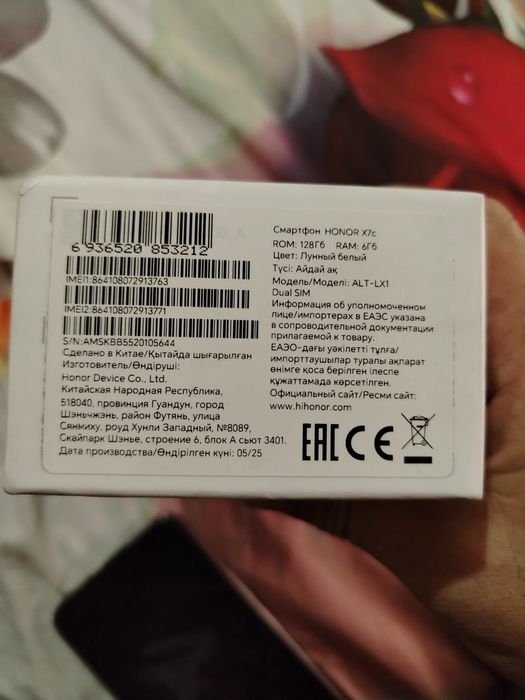 6 936520 853212
IMEI1:864108072913763
IMEI2:864108072913771
S/N:AMSKBB5520105644
Сделано в Китае/Қытайда шығарылған
Изготовитель/Өндіруші:
Honor Device Co., Ltd.
Китайская Народная Республика,
518040, провинция Гуандун, город
Шэньчжэнь, район Футянь, улица
Сянмиху, роуд Хунли Западный, №8089,
Скайпарк Шэнье, строение 6, блок А сьют 3401.
Дата производства/Өндірілген күні: 05/25
Смартфон HONOR X7c
ROM: 128Гб RAM: 6Гб
Цвет: Лунный белый
Түсі: Айдай ақ
Модель/Моделі: ALT-LX1
Dual SIM
Информация об уполномоченном
лице/импортерах в ЕАЭС указана
в сопроводительной документации
прилагаемой к товару.
ЕАЭО-дағы уәкілетті тұлға/
импорттаушылар туралы ақпарат
өнімге қоса берілген ілеспе
құжаттамада көрсетілген.
Официальный сайт/Ресми сайт:
www.hihonor.com
EAC CE